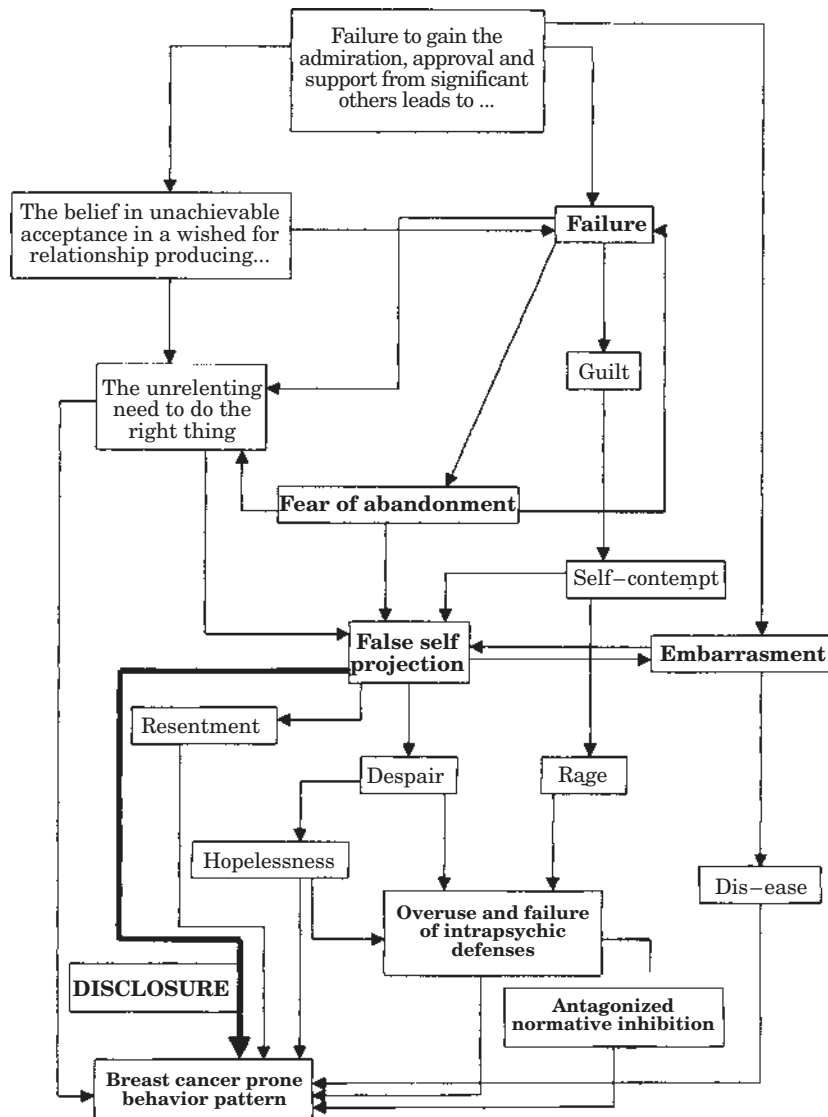 Failure to gain the
admiration, approval and
support from significant
others leads to ...
The belief in unachievable
acceptance in a wished for
relationship producing...
Failure
Guilt
The unrelenting
need to do the
right thing
Fear of abandonment
Self–contempt
False self
projection
Embarrasment
Resentment
Despair
Rage
Hopelessness
Dis–ease
Overuse and failure
of intrapsychic
defenses
DISCLOSURE
Antagonized
normative inhibition
Breast cancer prone
behavior pattern